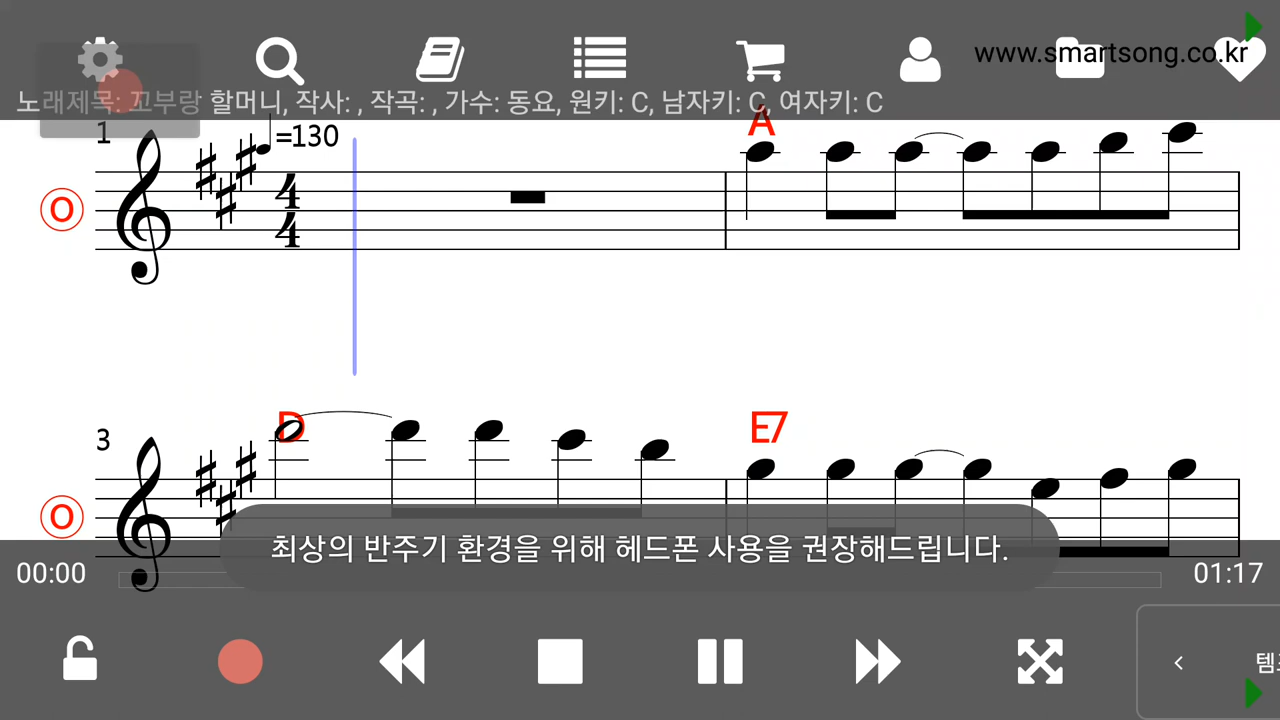 www.smartsong.co.kr
노래제목: 꼬부랑 할머니, 작사: , 작곡: , 가수: 동요, 원키: C, 남자키: C, 여자키: C
1
=130
A
4
4
O
3
D
E7
O
최상의 반주기 환경을 위해 헤드폰 사용을 권장해드립니다.
00:00
01:17